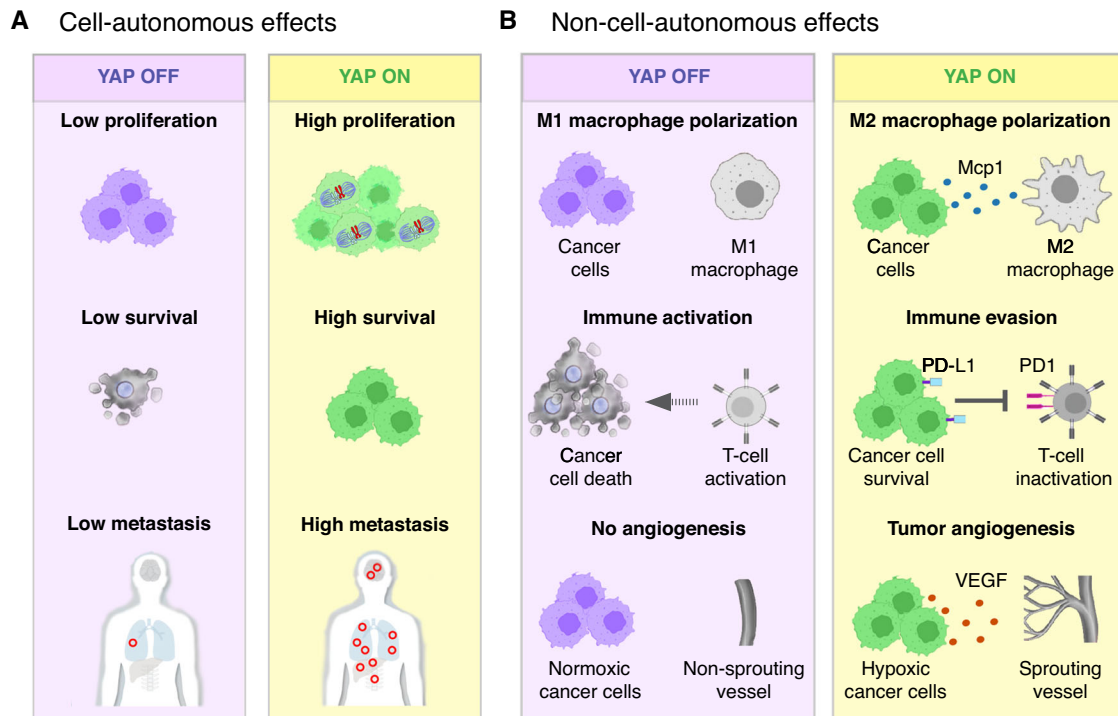 A Cell-autonomous effects
YAP OFF
Low proliferation
Low survival
Low metastasis
YAP ON
High proliferation
High survival
High metastasis
B Non-cell-autonomous effects
YAP OFF
M1 macrophage polarization
Cancer
cells
M1
macrophage
Immune activation
Cancer
cell death
T-cell
activation
No angiogenesis
Normoxic
cancer cells
Non-sprouting
vessel
YAP ON
M2 macrophage polarization
Mcp1
Cancer
cells
M2
macrophage
Immune evasion
PD-L1
PD1
Cancer cell
survival
T-cell
inactivation
Tumor angiogenesis
VEGF
Hypoxic
cancer cells
Sprouting
vessel